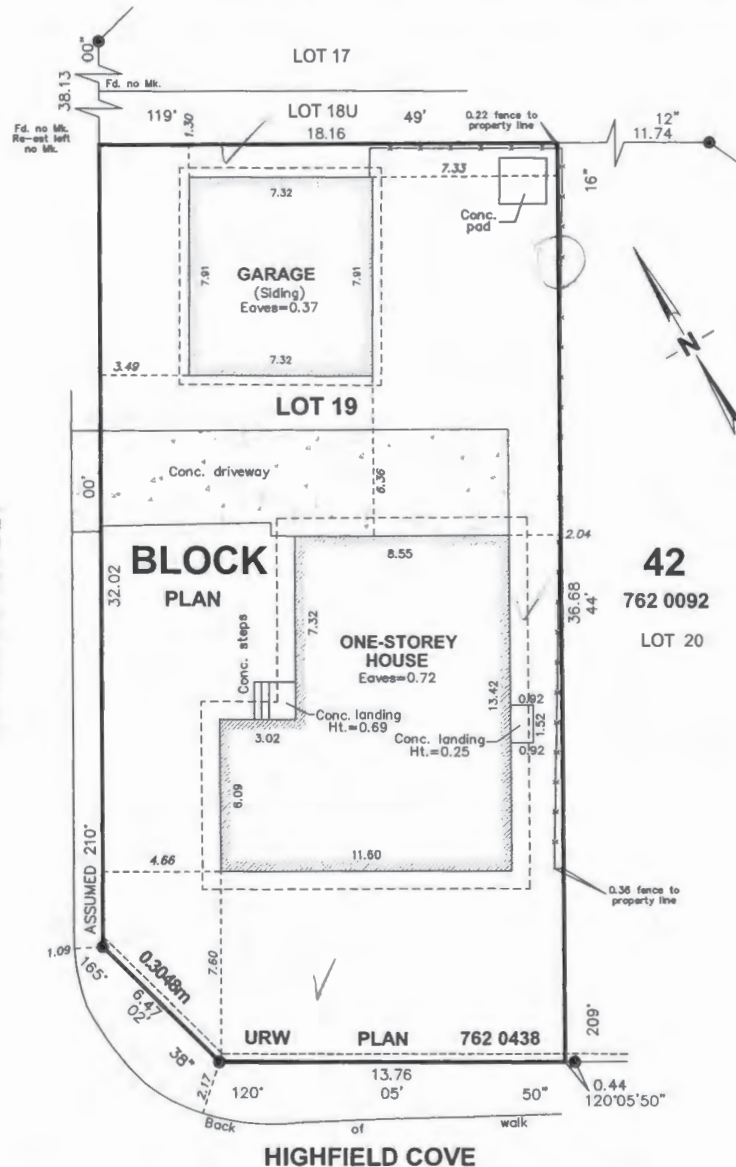 LOT 17
00"
38.13
Fd. no Mk.
LOT 18U
Fd. no Mk.
Re-est left
no Mk.
119°
1.30
18.16
49'
0.22 fence to
property line
12"
11.74
7.33
16"
7.32
Conc.
pad
7.91
GARAGE
(Siding)
Eaves=0.37
7.91
7.32
3.49
N
LOT 19
00'
Conc. driveway
6.36
BLOCK
PLAN
42
762 0092
LOT 20
2.04
8.55
32.02
36.68
44'
7.32
Conc. steps
ONE-STOREY
HOUSE
Eaves=0.72
13.42
0.92
1.52
0.92
Conc. landing
Ht.=0.69
Conc. landing
Ht.=0.25
3.02
6.09
11.60
4.66
ASSUMED 210°
0.36 fence to
property line
1.09
165°
0.3048m
6.47
02'
38"
7.60
URW PLAN 762 0438
209°
2.17
13.76
120° 05' 50"
0.44
120°05'50"
Back of walk
HIGHFIELD COVE